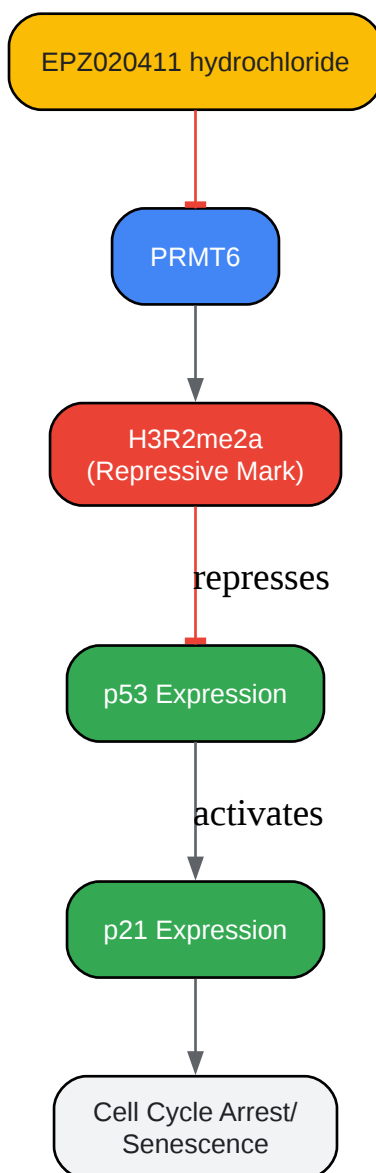 EPZ020411 hydrochloride
PRMT6
H3R2me2a
(Repressive Mark)
represses
p53 Expression
activates
p21 Expression
Cell Cycle Arrest/
Senescence